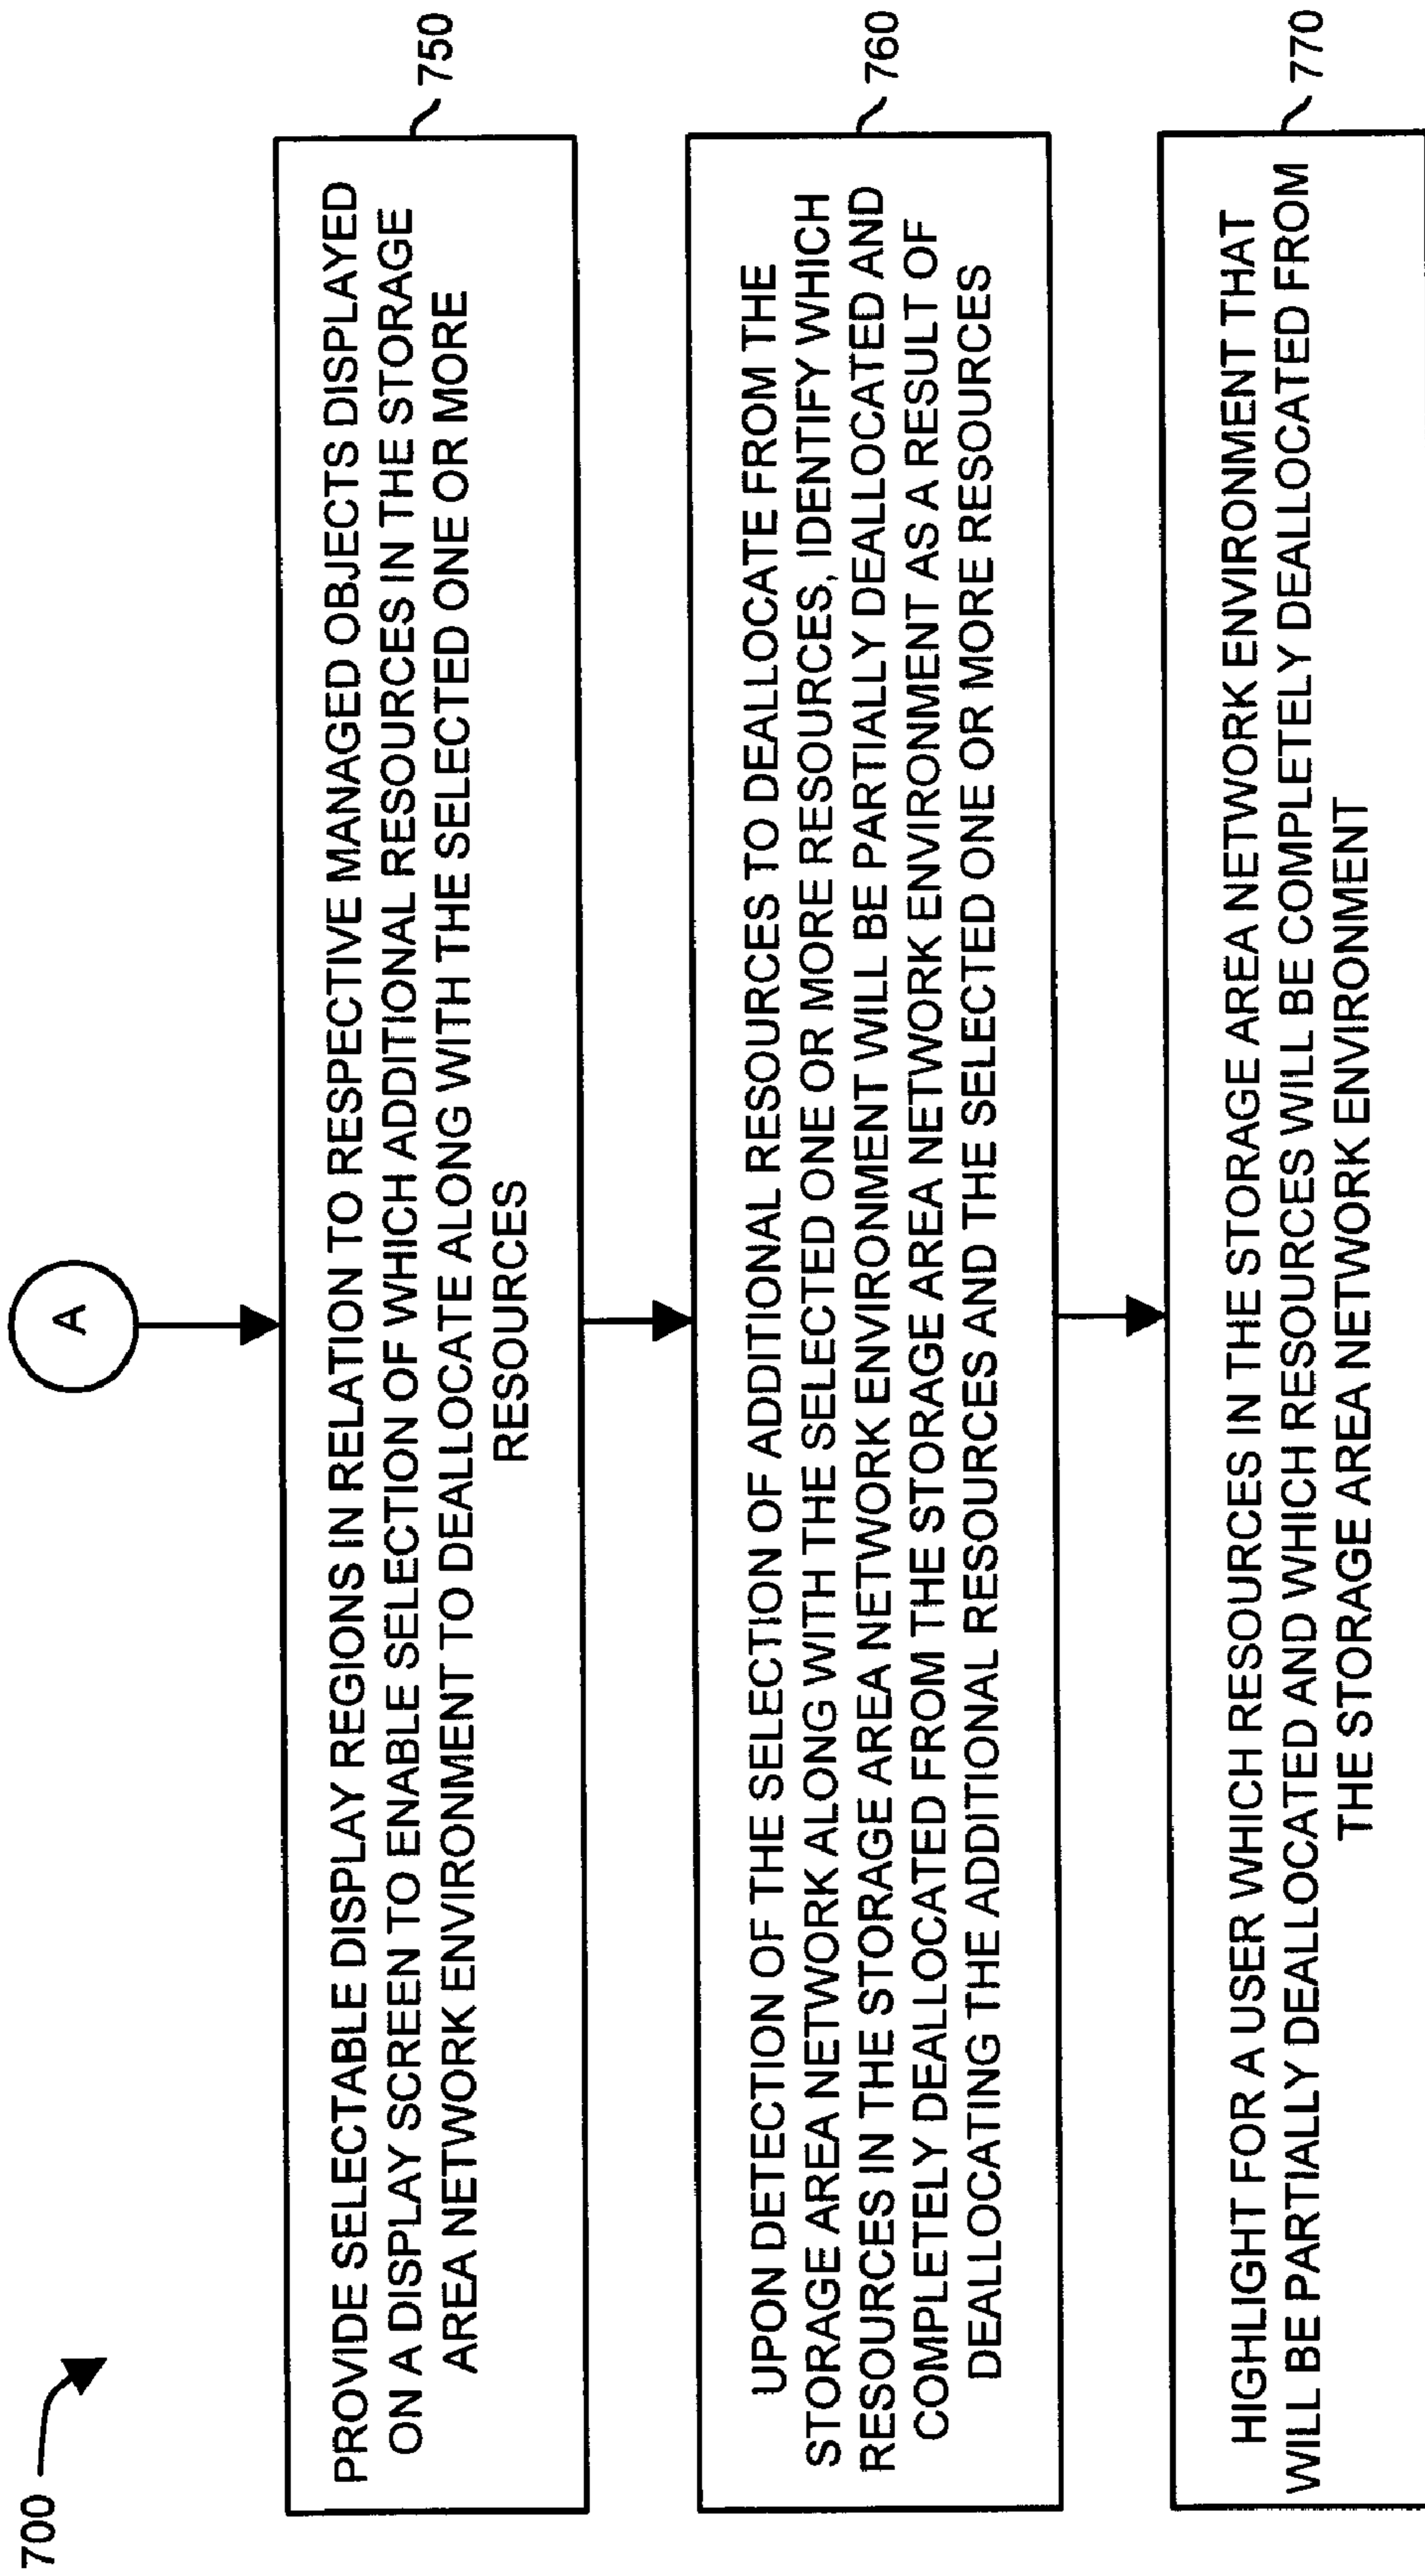 700
A
750
PROVIDE SELECTABLE DISPLAY REGIONS IN RELATION TO RESPECTIVE MANAGED OBJECTS DISPLAYED
ON A DISPLAY SCREEN TO ENABLE SELECTION OF WHICH ADDITIONAL RESOURCES IN THE STORAGE
AREA NETWORK ENVIRONMENT TO DEALLOCATE ALONG WITH THE SELECTED ONE OR MORE
RESOURCES
760
UPON DETECTION OF THE SELECTION OF ADDITIONAL RESOURCES TO DEALLOCATE FROM THE
STORAGE AREA NETWORK ALONG WITH THE SELECTED ONE OR MORE RESOURCES, IDENTIFY WHICH
RESOURCES IN THE STORAGE AREA NETWORK ENVIRONMENT WILL BE PARTIALLY DEALLOCATED AND
COMPLETELY DEALLOCATED FROM THE STORAGE AREA NETWORK ENVIRONMENT AS A RESULT OF
DEALLOCATING THE ADDITIONAL RESOURCES AND THE SELECTED ONE OR MORE RESOURCES
770
HIGHLIGHT FOR A USER WHICH RESOURCES IN THE STORAGE AREA NETWORK ENVIRONMENT THAT
WILL BE PARTIALLY DEALLOCATED AND WHICH RESOURCES WILL BE COMPLETELY DEALLOCATED FROM
THE STORAGE AREA NETWORK ENVIRONMENT